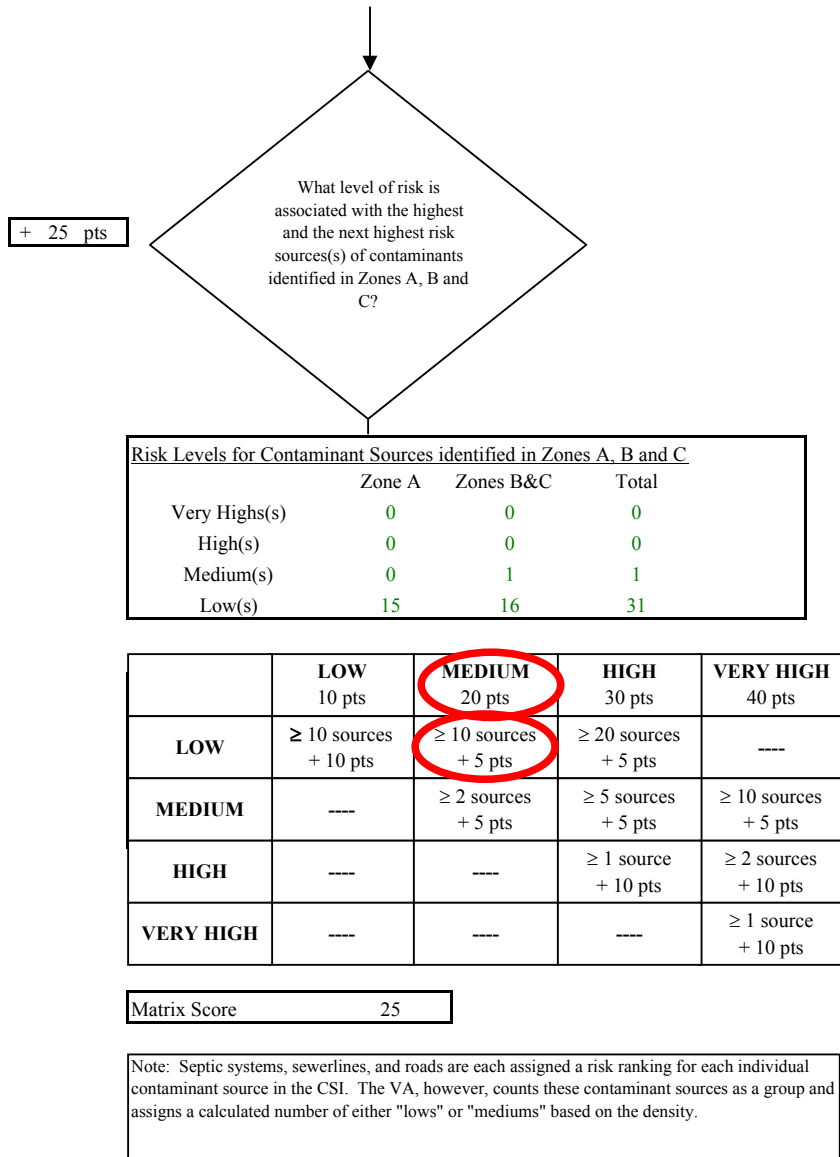 What level of risk is
associated with the highest
and the next highest risk
sources(s) of contaminants
identified in Zones A, B and
C?
+ 25 pts
Risk Levels for Contaminant Sources identified in Zones A, B and C
Zone A Zones B&C Total
Very Highs(s) 0 0 0
High(s) 0 0 0
Medium(s) 0 1 1
Low(s) 15 16 31
LOW MEDIUM HIGH VERY HIGH
10 pts 20 pts 30 pts 40 pts
LOW ≥ 10 sources + 10 pts ≥ 10 sources + 5 pts ≥ 20 sources + 5 pts ----
MEDIUM ---- ≥ 2 sources + 5 pts ≥ 5 sources + 5 pts ≥ 10 sources + 5 pts
HIGH ---- ---- ≥ 1 source + 10 pts ≥ 2 sources + 10 pts
VERY HIGH ---- ---- ---- ≥ 1 source + 10 pts
Matrix Score 25
Note: Septic systems, sewerlines, and roads are each assigned a risk ranking for each individual
contaminant source in the CSI. The VA, however, counts these contaminant sources as a group and
assigns a calculated number of either "lows" or "mediums" based on the density.